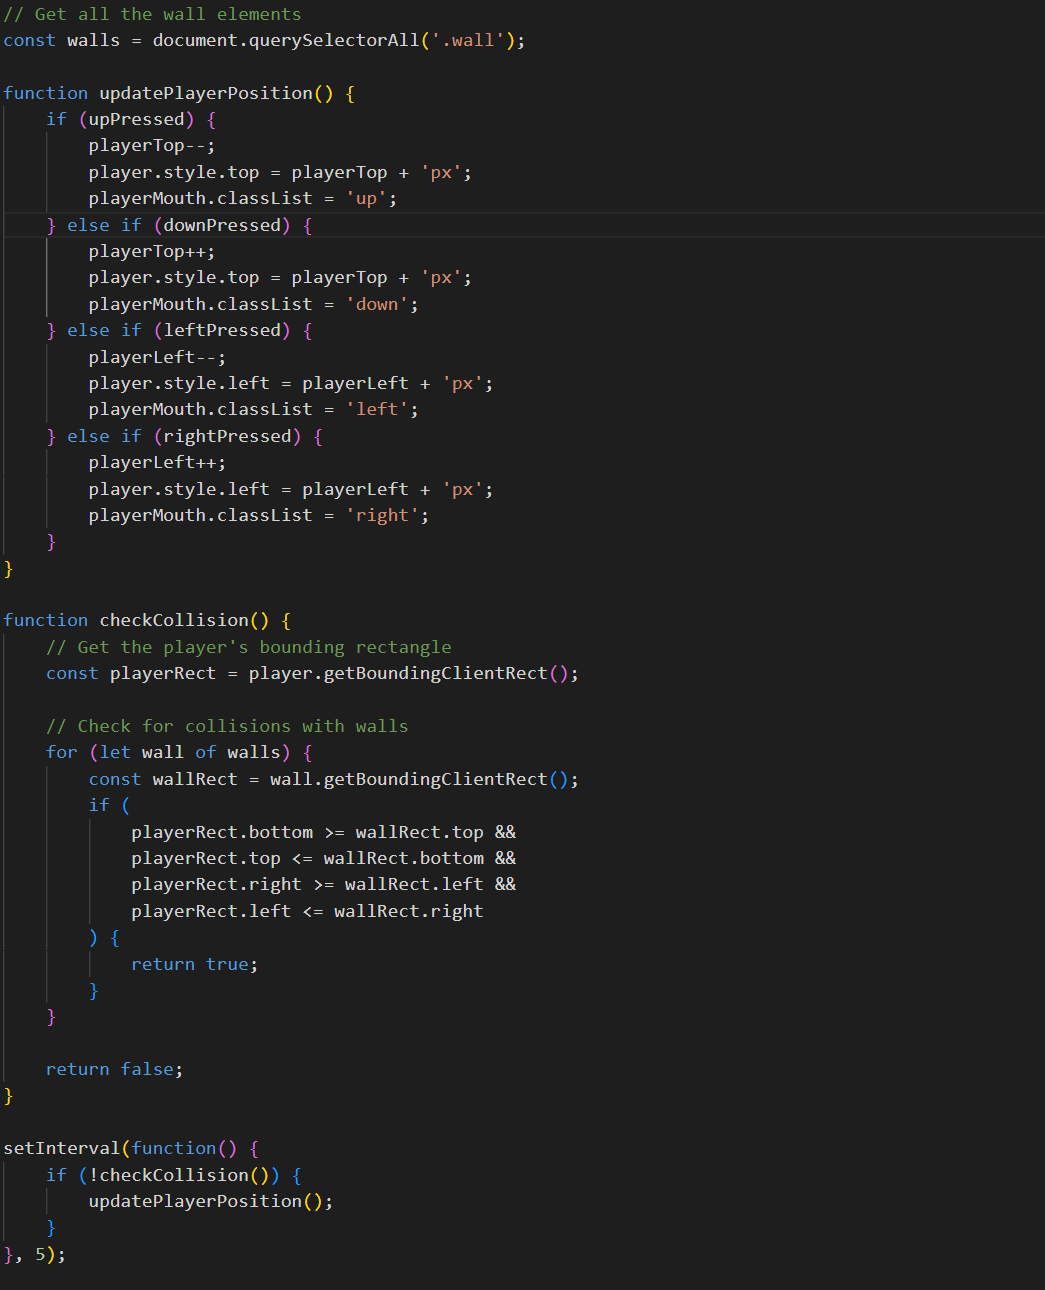 // Get all the wall elements
const walls = document.querySelectorAll('.wall');
function updatePlayerPosition() {
    if (upPressed) {
        playerTop--;
        player.style.top = playerTop + 'px';
        playerMouth.classList = 'up';
    } else if (downPressed) {
        playerTop++;
        player.style.top = playerTop + 'px';
        playerMouth.classList = 'down';
    } else if (leftPressed) {
        playerLeft--;
        player.style.left = playerLeft + 'px';
        playerMouth.classList = 'left';
    } else if (rightPressed) {
        playerLeft++;
        player.style.left = playerLeft + 'px';
        playerMouth.classList = 'right';
    }
}
function checkCollision() {
    // Get the player's bounding rectangle
    const playerRect = player.getBoundingClientRect();
    // Check for collisions with walls
    for (let wall of walls) {
        const wallRect = wall.getBoundingClientRect();
        if (
            playerRect.bottom >= wallRect.top &&
            playerRect.top <= wallRect.bottom &&
            playerRect.right >= wallRect.left &&
            playerRect.left <= wallRect.right
        ) {
            return true;
        }
    }
    return false;
}
setInterval(function() {
    if (!checkCollision()) {
        updatePlayerPosition();
    }
}, 5);